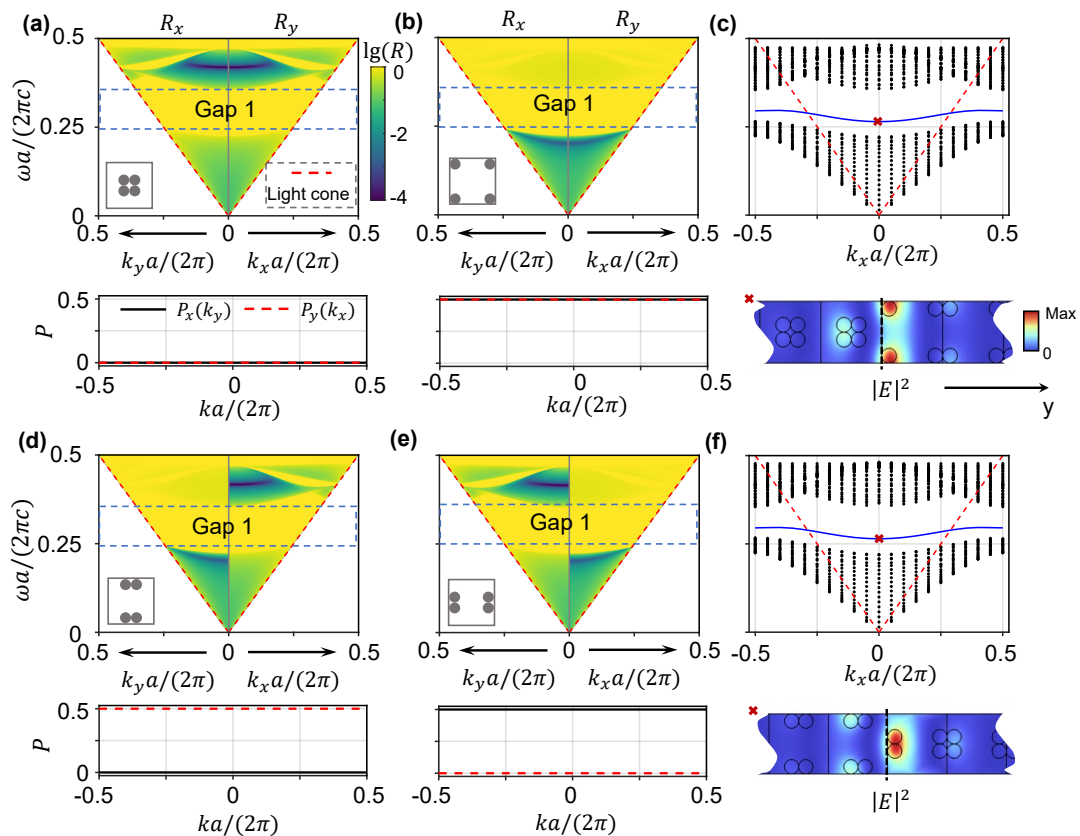 (a)
R_x
R_y
lg(R)
0
-2
-4
ωa/(2πc)
0.5
0.25
0
Gap 1
Light cone
0.5
0
0.5
k_y a/(2π)
k_x a/(2π)
P
0.5
0
P_x(k_y)
P_y(k_x)
-0.5
0
0.5
ka/(2π)
(b)
R_x
R_y
Gap 1
0
0.5
k_y a/(2π)
k_x a/(2π)
-0.5
0
0.5
ka/(2π)
(c)
-0.5
0
0.5
k_x a/(2π)
Max
0
|E|²
y
(d)
ωa/(2πc)
0.5
0.25
0
Gap 1
0.5
0
0.5
k_y a/(2π)
k_x a/(2π)
P
0.5
0
-0.5
0
0.5
ka/(2π)
(e)
Gap 1
0
0.5
k_y a/(2π)
k_x a/(2π)
-0.5
0
0.5
ka/(2π)
(f)
-0.5
0
0.5
k_x a/(2π)
|E|²